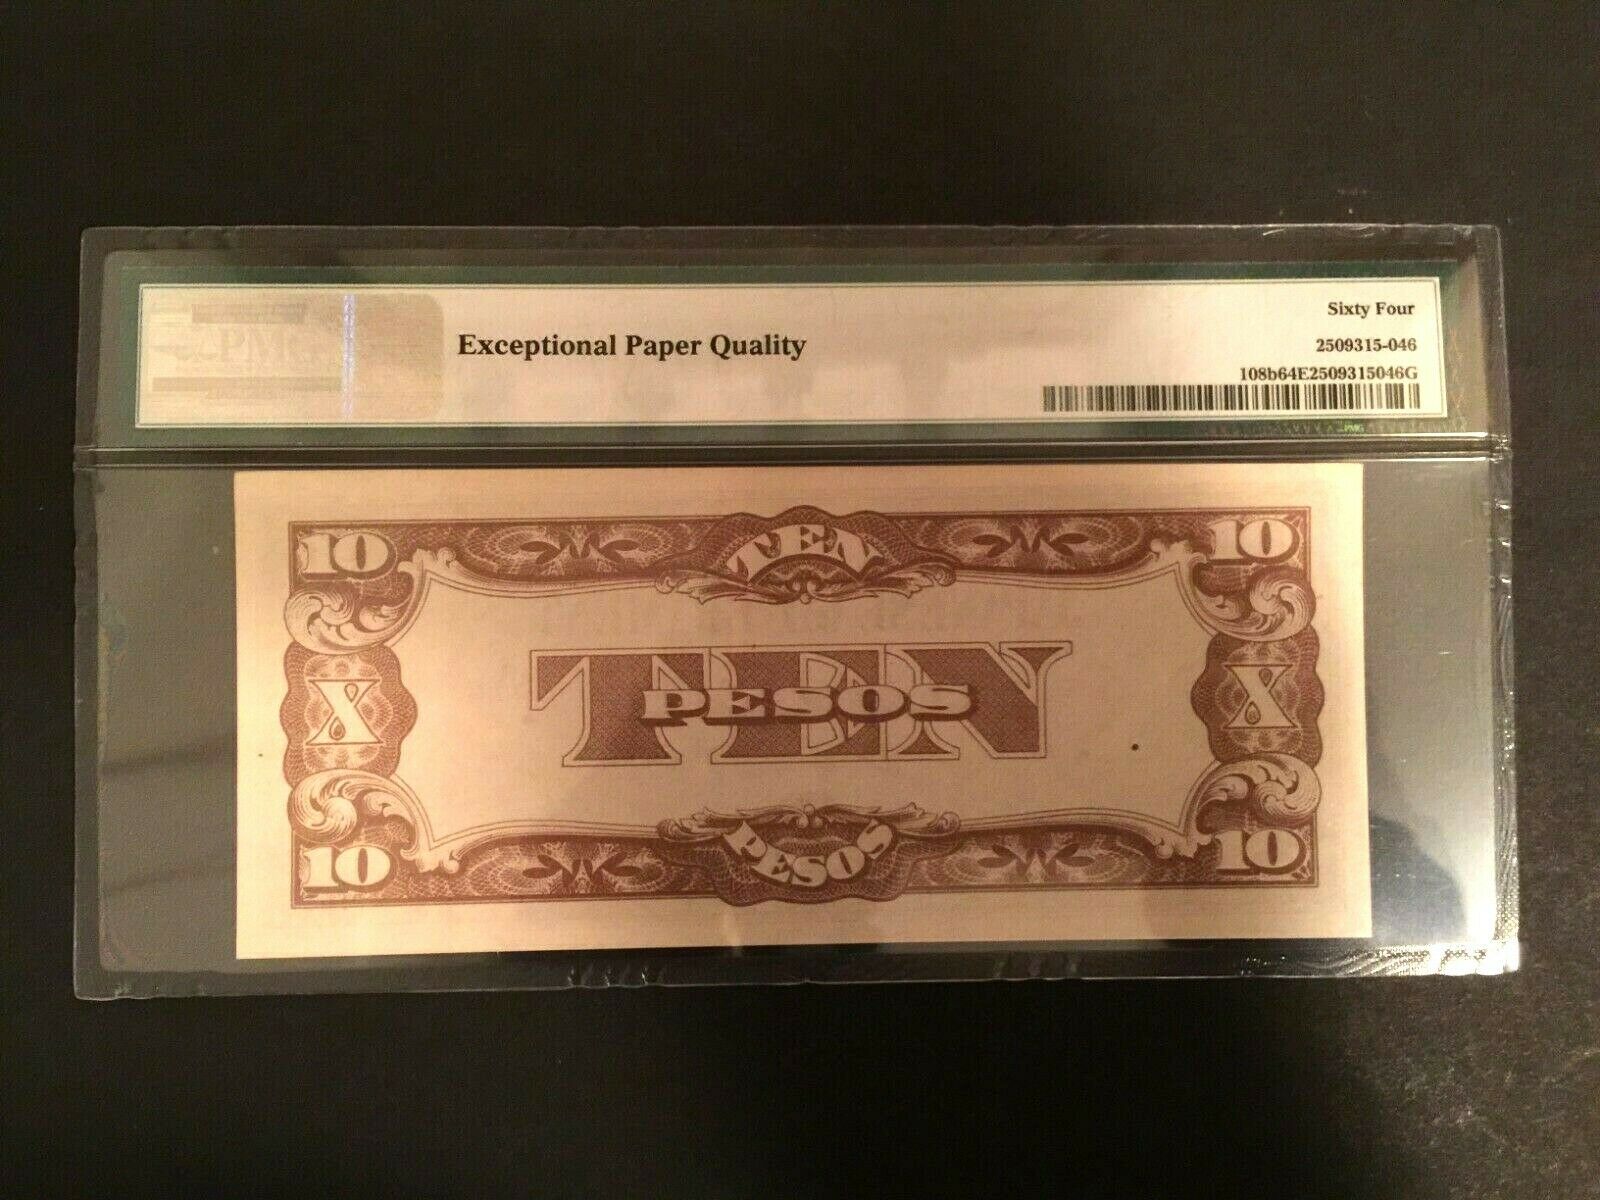 PMG
Exceptional Paper Quality
Sixty Four
2509315-046
108b64E2509315046G
10 TEN 10
TEN
X PESOS X
10 PESOS 10